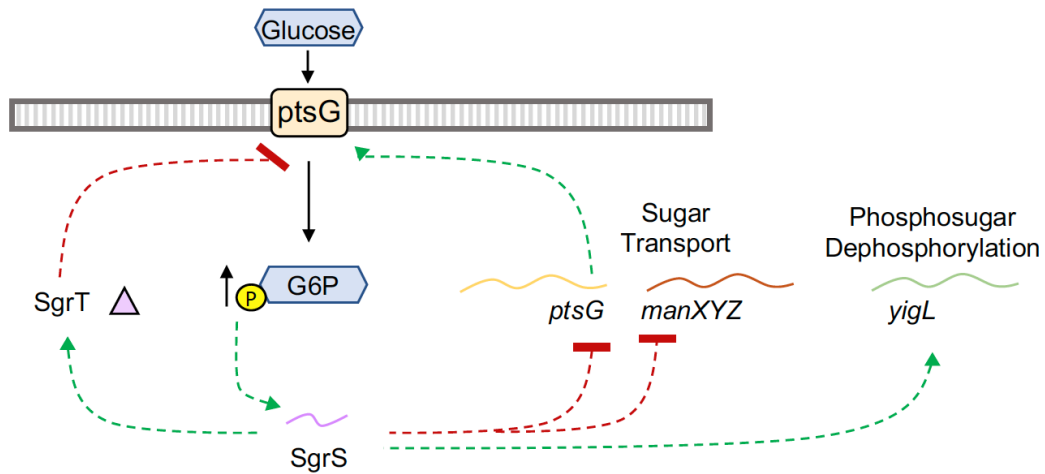 Glucose
ptsG
Sugar
Transport
Phosphosugar
Dephosphorylation
SgrT
P
G6P
ptsG
manXYZ
yigL
SgrS